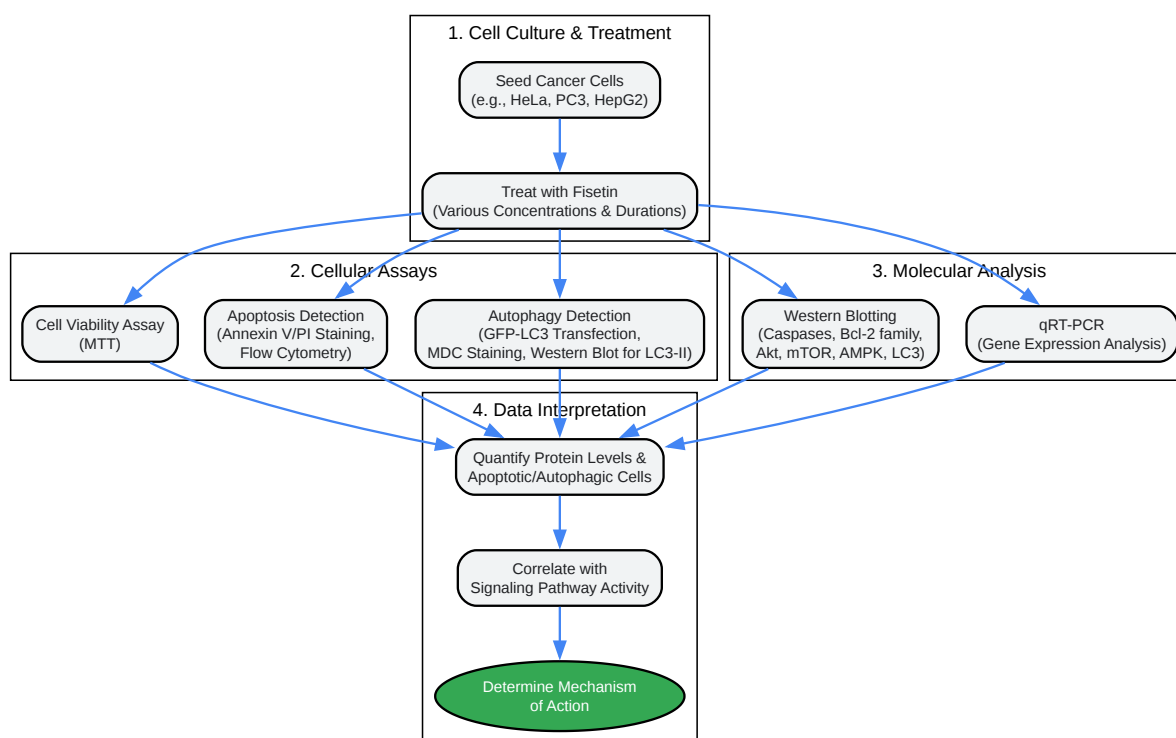 1. Cell Culture & Treatment
Seed Cancer Cells
(e.g., HeLa, PC3, HepG2)
Treat with Fisetin
(Various Concentrations & Durations)
2. Cellular Assays
Cell Viability Assay
(MTT)
Apoptosis Detection
(Annexin V/PI Staining,
Flow Cytometry)
Autophagy Detection
(GFP-LC3 Transfection,
MDC Staining, Western Blot for LC3-II)
3. Molecular Analysis
Western Blotting
(Caspases, Bcl-2 family,
Akt, mTOR, AMPK, LC3)
qRT-PCR
(Gene Expression Analysis)
4. Data Interpretation
Quantify Protein Levels &
Apoptotic/Autophagic Cells
Correlate with
Signaling Pathway Activity
Determine Mechanism
of Action